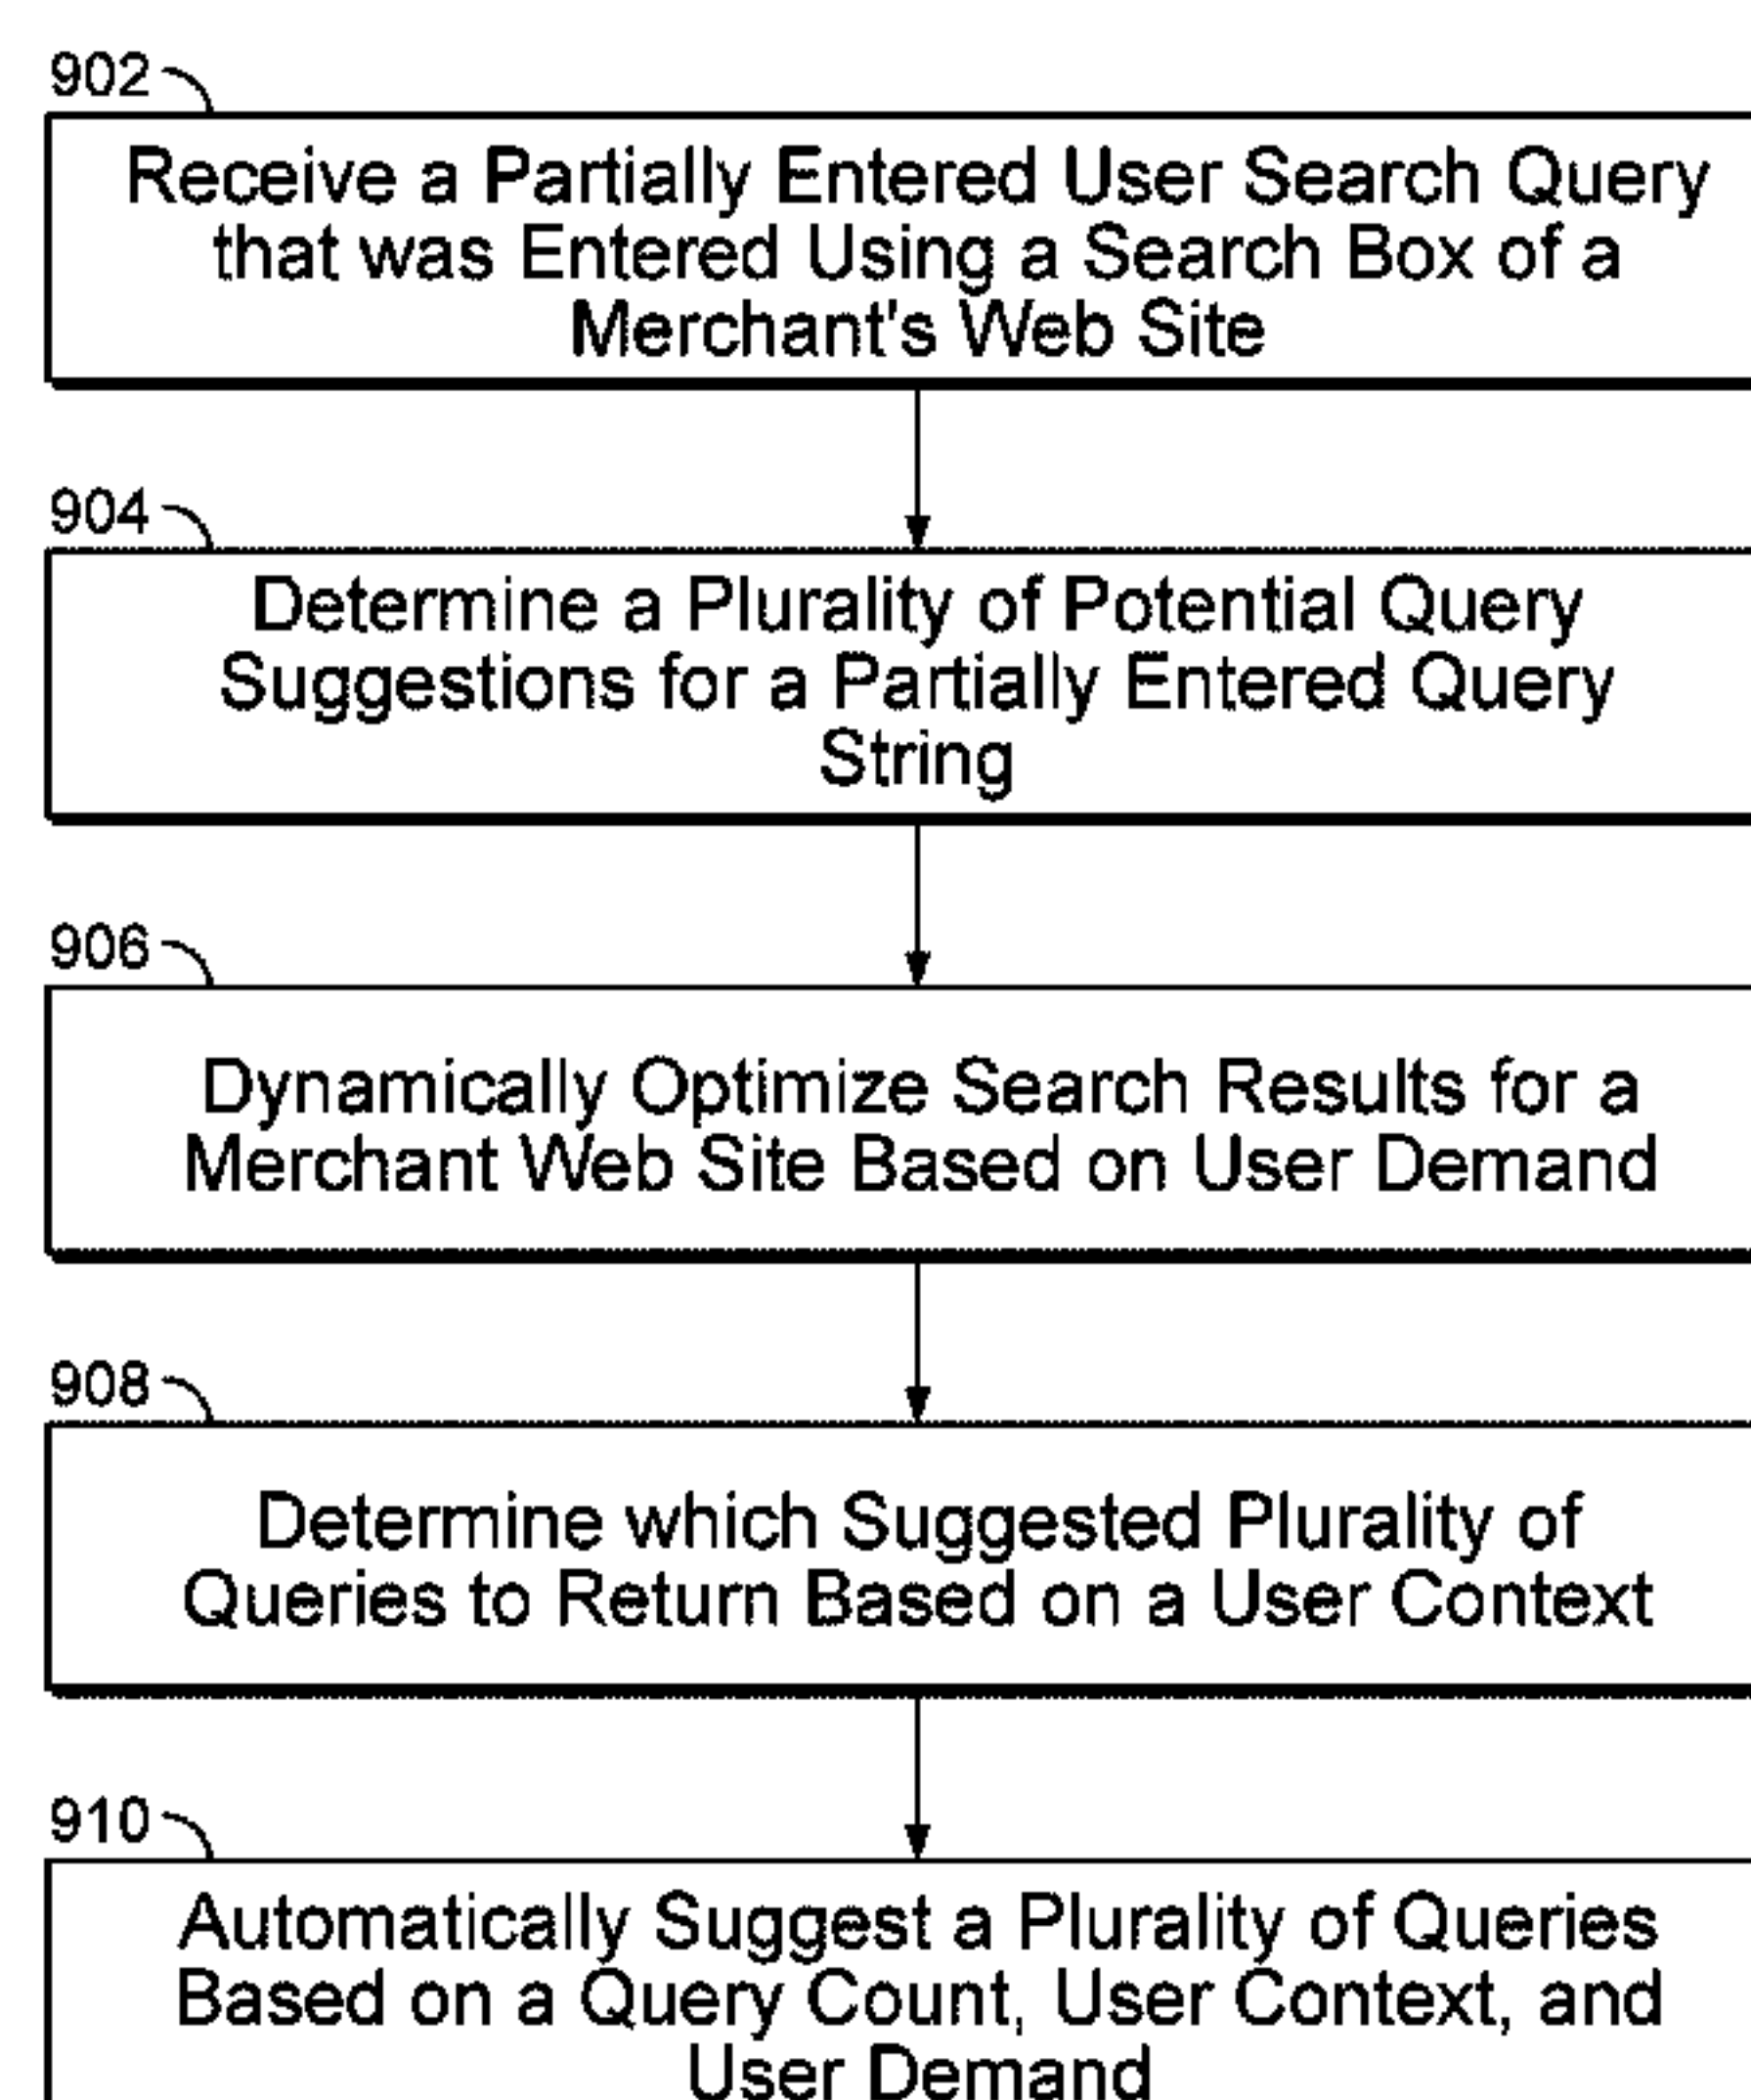 902
Receive a Partially Entered User Search Query
that was Entered Using a Search Box of a
Merchant's Web Site
904
Determine a Plurality of Potential Query
Suggestions for a Partially Entered Query
String
906
Dynamically Optimize Search Results for a
Merchant Web Site Based on User Demand
908
Determine which Suggested Plurality of
Queries to Return Based on a User Context
910
Automatically Suggest a Plurality of Queries
Based on a Query Count, User Context, and
User Demand